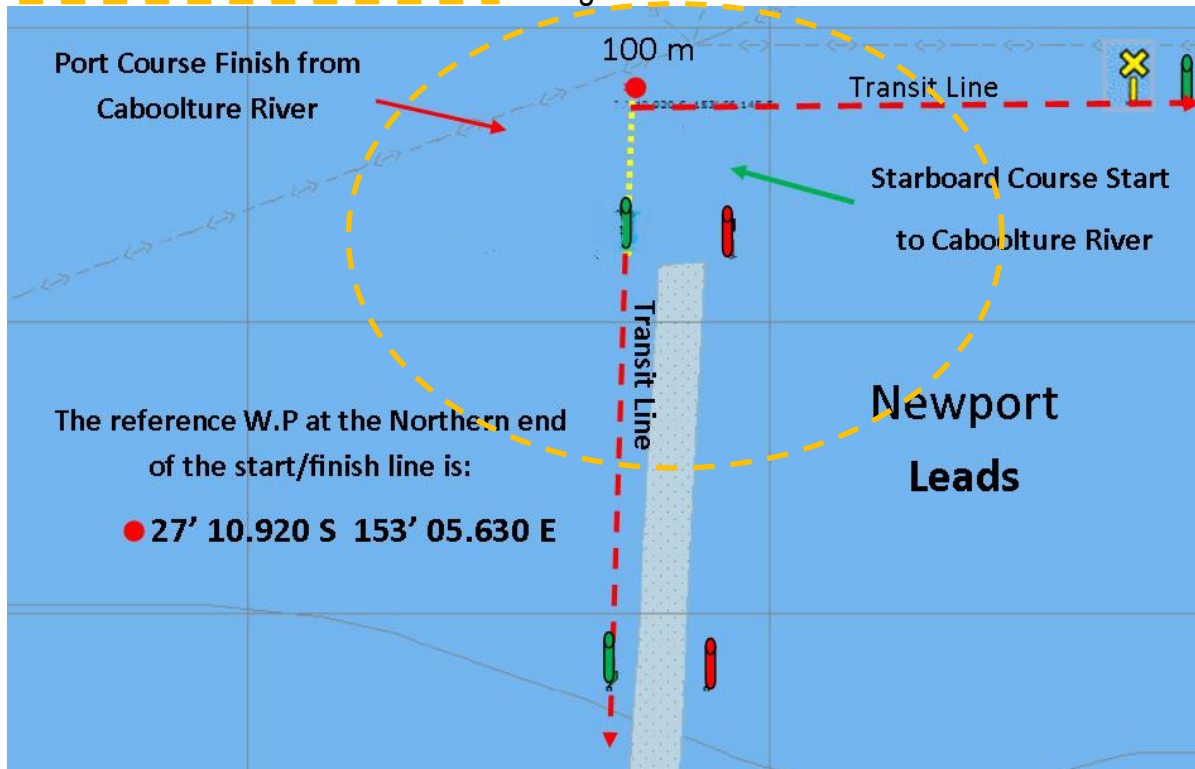 100 m
Port Course Finish from
Caboolture River
Transit Line
Starboard Course Start
to Caboolture River
Transit Line
Newport
Leads
The reference W.P at the Northern end
of the start/finish line is:
27’ 10.920 S 153’ 05.630 E